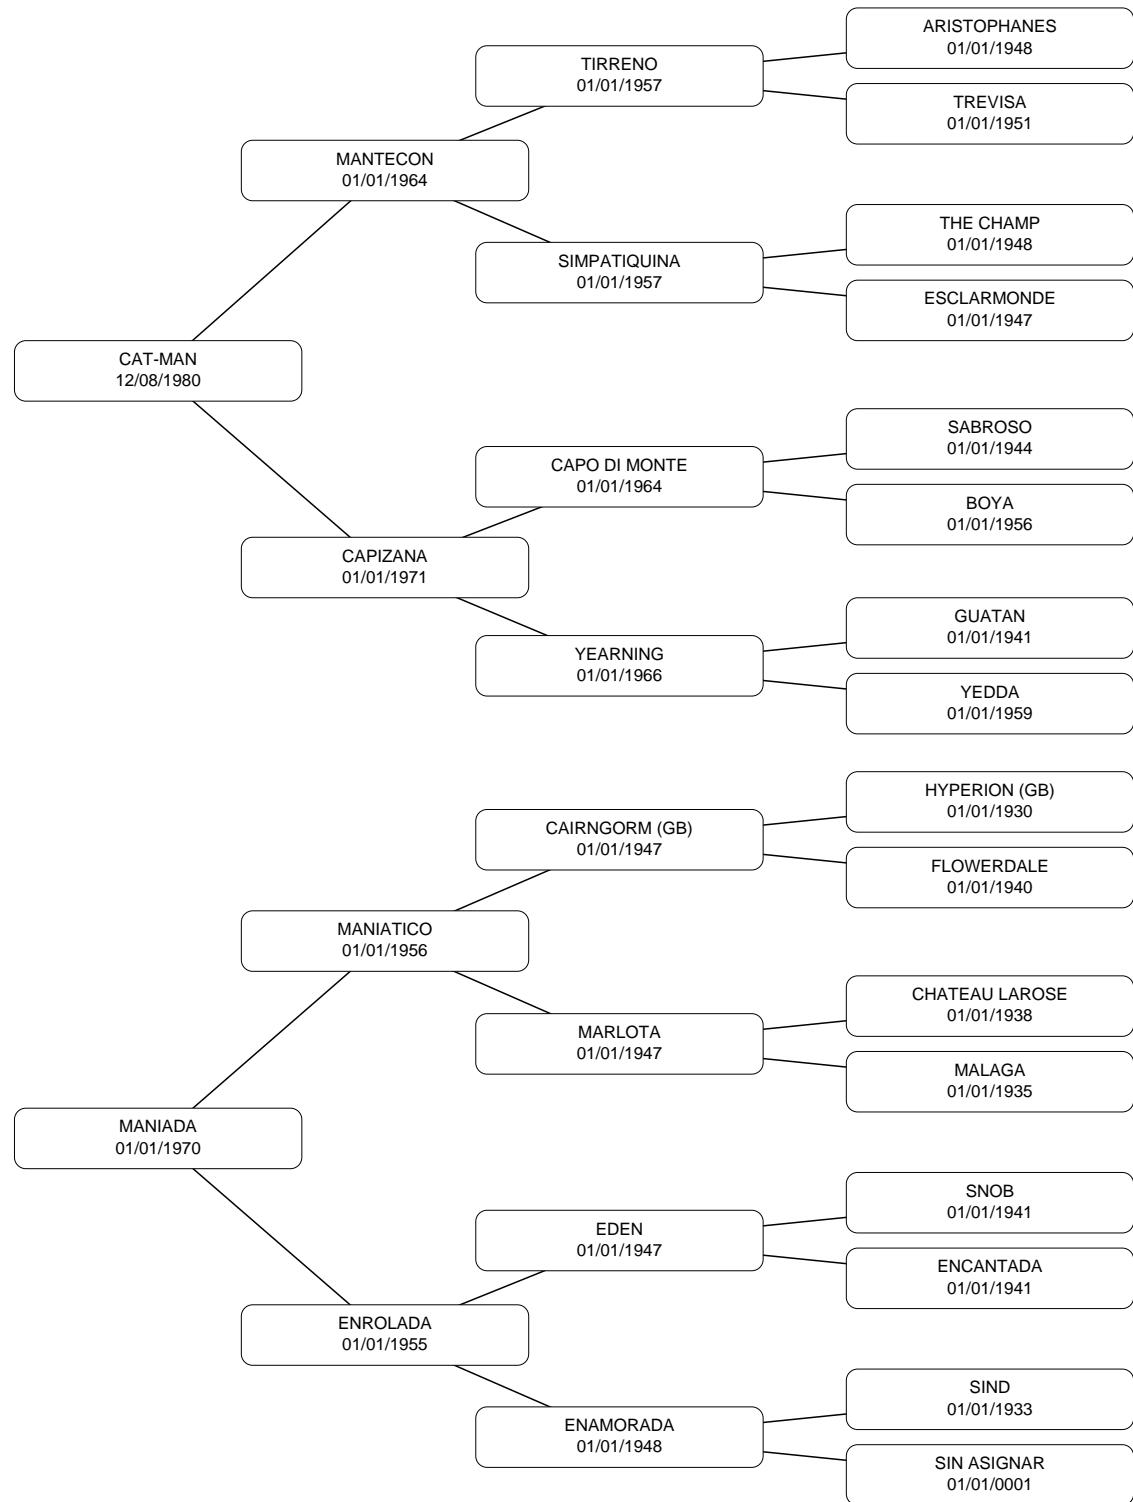 ARISTOPHANES
01/01/1948
TIRRENO
01/01/1957
TREVISA
01/01/1951
MANTECON
01/01/1964
THE CHAMP
01/01/1948
SIMPATIQUINA
01/01/1957
ESCLARMONDE
01/01/1947
CAT-MAN
12/08/1980
SABROSO
01/01/1944
CAPO DI MONTE
01/01/1964
BOYA
01/01/1956
CAPIZANA
01/01/1971
GUATAN
01/01/1941
YEARNING
01/01/1966
YEDDA
01/01/1959
HYPERION (GB)
01/01/1930
CAIRNGORM (GB)
01/01/1947
FLOWERDALE
01/01/1940
MANIATICO
01/01/1956
CHATEAU LAROSE
01/01/1938
MARLOTA
01/01/1947
MALAGA
01/01/1935
MANIADA
01/01/1970
SNOB
01/01/1941
EDEN
01/01/1947
ENCANTADA
01/01/1941
ENROLADA
01/01/1955
SIND
01/01/1933
ENAMORADA
01/01/1948
SIN ASIGNAR
01/01/0001